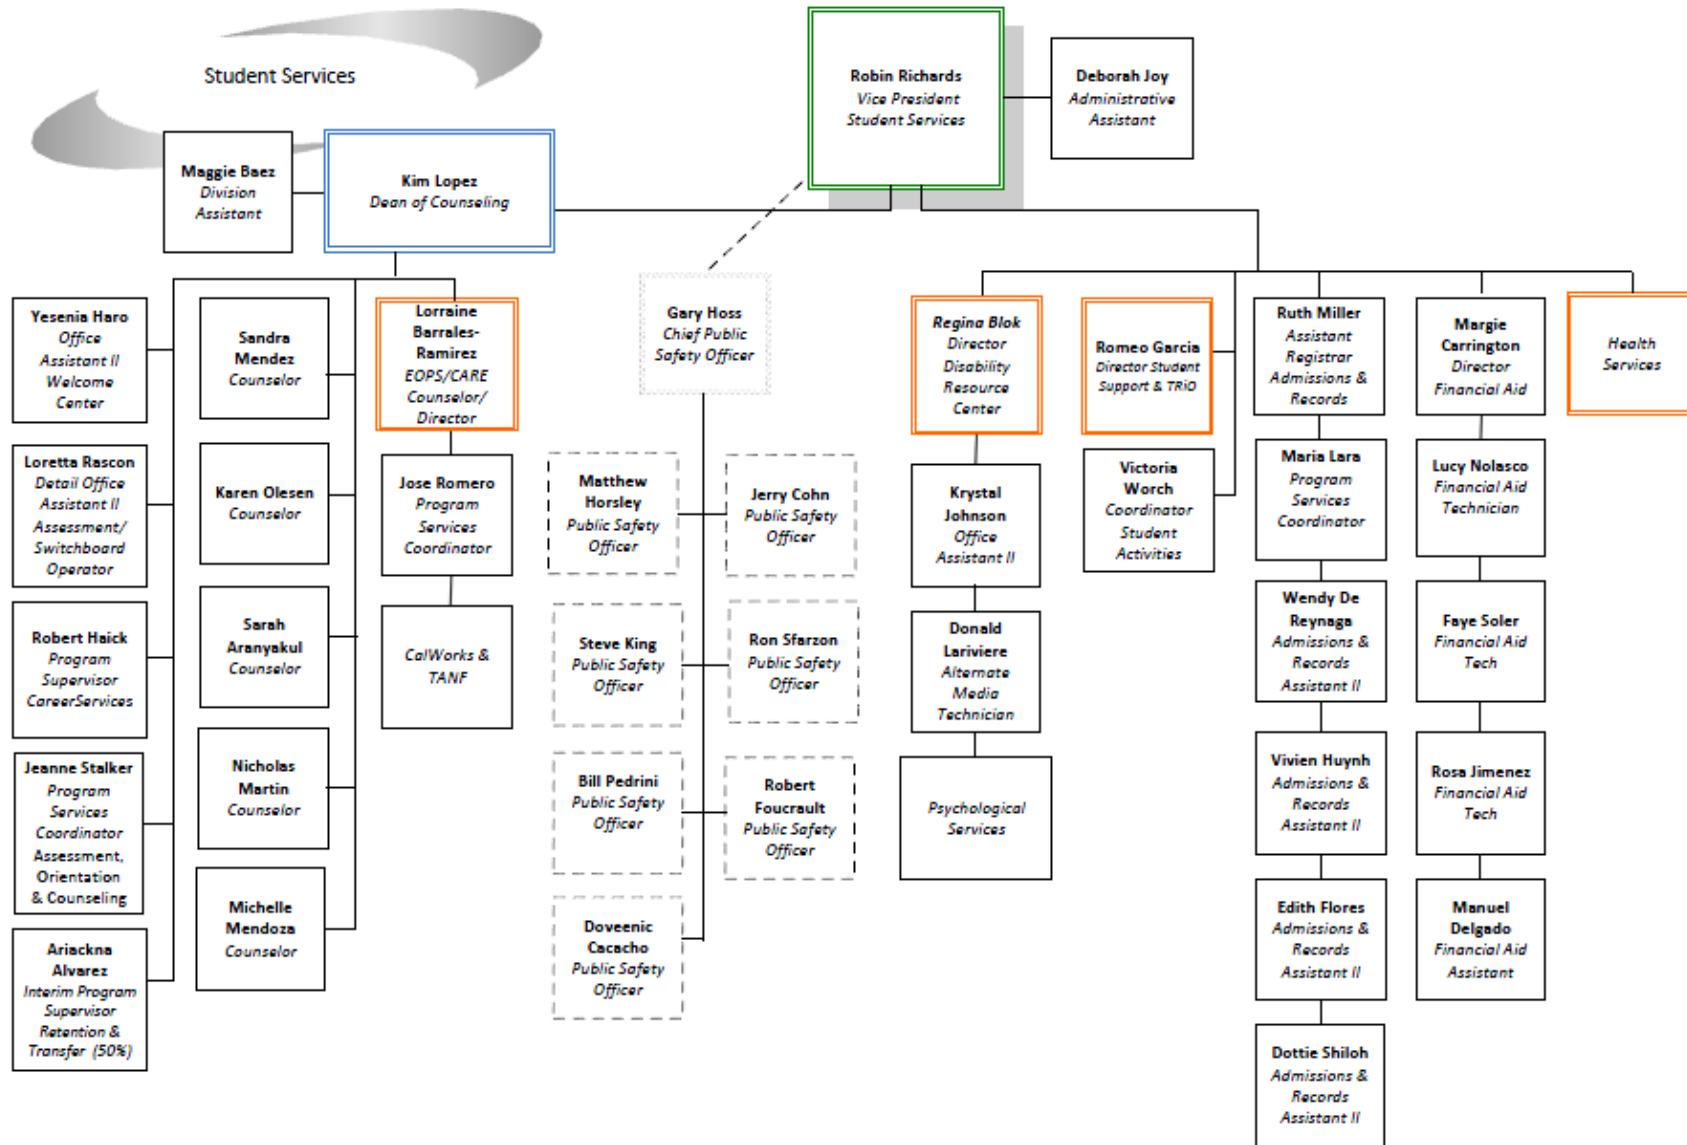 Student Services
Robin Richards
Vice President
Student Services
Deborah Joy
Administrative
Assistant
Maggie Baez
Division
Assistant
Kim Lopez
Dean of Counseling
Yesenia Haro
Office
Assistant II
Welcome
Center
Loretta Rascon
Detail Office
Assistant II
Assessment/
Switchboard
Operator
Robert Haick
Program
Supervisor
CareerServices
Jeanne Stalker
Program
Services
Coordinator
Assessment,
Orientation
& Counseling
Ariackna
Alvarez
Interim Program
Supervisor
Retention &
Transfer (50%)
Sandra
Mendez
Counselor
Karen Olesen
Counselor
Sarah
Aranyakul
Counselor
Nicholas
Martin
Counselor
Michelle
Mendoza
Counselor
Lorraine
Barrales-
Ramirez
EOPS/CARE
Counselor/
Director
Jose Romero
Program
Services
Coordinator
CalWorks &
TANF
Gary Hoss
Chief Public
Safety Officer
Matthew
Horsley
Public Safety
Officer
Jerry Cohn
Public Safety
Officer
Steve King
Public Safety
Officer
Ron Sfarzon
Public Safety
Officer
Bill Pedrini
Public Safety
Officer
Robert
Foucrault
Public Safety
Officer
Doveenic
Cacacho
Public Safety
Officer
Regina Blok
Director
Disability
Resource
Center
Krystal
Johnson
Office
Assistant II
Donald
Lariviere
Alternate
Media
Technician
Psychological
Services
Romeo Garcia
Director Student
Support & TRiO
Victoria
Worch
Coordinator
Student
Activities
Ruth Miller
Assistant
Registrar
Admissions &
Records
Maria Lara
Program
Services
Coordinator
Wendy De
Reynaga
Admissions &
Records
Assistant II
Vivien Huynh
Admissions &
Records
Assistant II
Edith Flores
Admissions &
Records
Assistant II
Dottie Shiloh
Admissions &
Records
Assistant II
Margie
Carrington
Director
Financial Aid
Lucy Nolasco
Financial Aid
Technician
Faye Soler
Financial Aid
Tech
Rosa Jimenez
Financial Aid
Tech
Manuel
Delgado
Financial Aid
Assistant
Health
Services